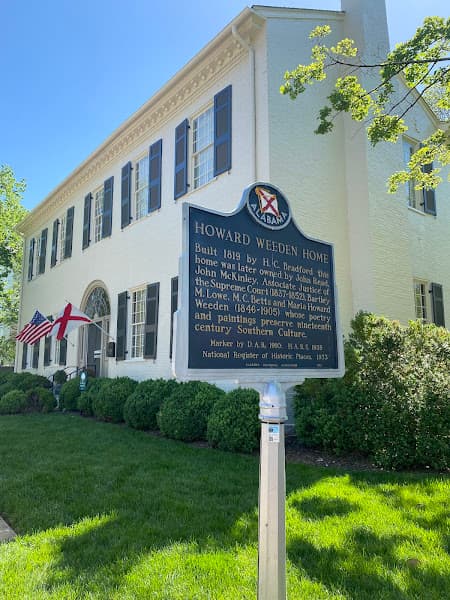 ALABAMA
HOWARD WEEDEN HOME
Built 1819 by H. C. Bradford this
home was later owned by John Read,
John McKinley, Associate Justice of
the Supreme Court (1837-1852), Bartley
M. Lowe, M. C. Betts and Maria Howard
Weeden (1846-1905) whose poetry
and paintings preserve nineteenth
century Southern Culture.
Marker by D.A.R. 1910: H.A.B.S. 1935
National Register of Historic Places, 1973